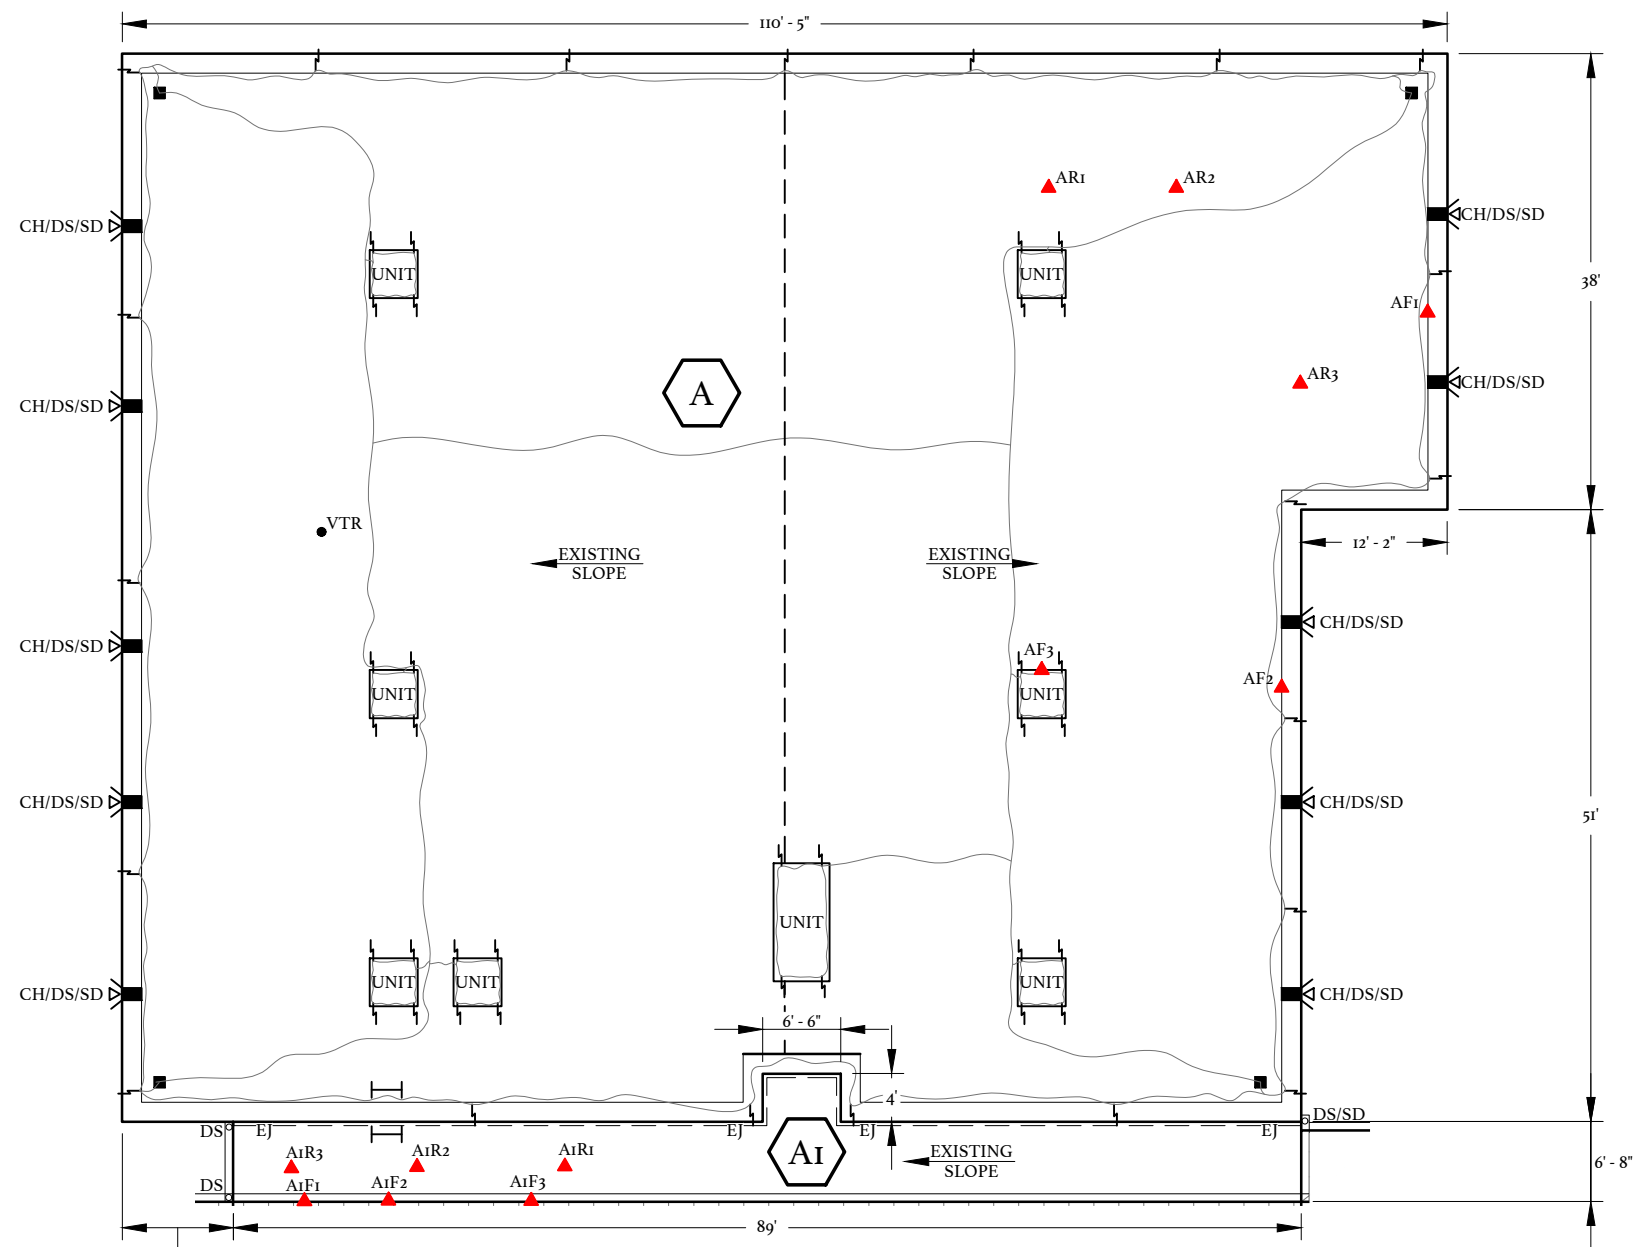 110' - 5"
AR1
AR2
CH/DS/SD
CH/DS/SD
UNIT
UNIT
38'
AF1
AR3
CH/DS/SD
A
CH/DS/SD
VTR
12' - 2"
EXISTING
SLOPE
EXISTING
SLOPE
CH/DS/SD
CH/DS/SD
AF3
AF2
UNIT
UNIT
CH/DS/SD
CH/DS/SD
51'
UNIT
UNIT
UNIT
UNIT
CH/DS/SD
CH/DS/SD
6' - 6"
4'
DS/SD
DS
EJ
EJ
EJ
EJ
A1R3
A1R2
A1R1
A1
EXISTING
SLOPE
6' - 8"
DS
A1F1
A1F2
A1F3
89'